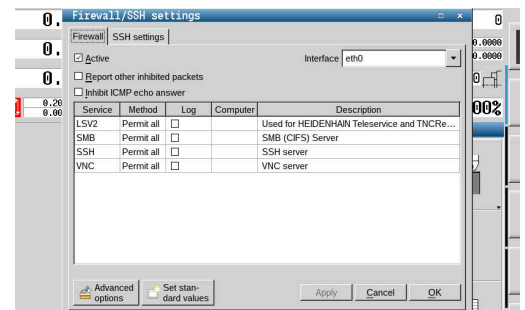 Firewall/SSH settings
0.
0
Firewall
SSH settings
0.
0.0000
0.0000
Active
Interface
eth0
0.
0
Report other inhibited packets
Inhibit ICMP echo answer
0.20
0.00
00%
Service
Method
Log
Computer
Description
LSV2
Permit all
Used for HEIDENHAIN Teleservice and TNCRe...
SMB
Permit all
SMB (CIFS) Server
SSH
Permit all
SSH server
VNC
Permit all
VNC server
Advanced options
Set stan-
dard values
Apply
Cancel
OK